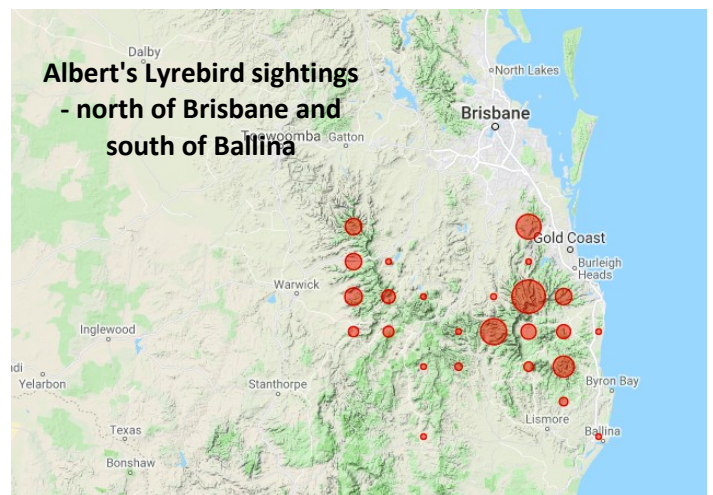 Dalby
Albert's Lyrebird sightings
- north of Brisbane and
south of Ballina
North Lakes
Brisbane
Toowoomba
Gatton
Gold Coast
Burleigh
Heads
Warwick
Inglewood
Yelarbon
Stanthorpe
Byron Bay
Texas
Lismore
Ballina
Bonshaw